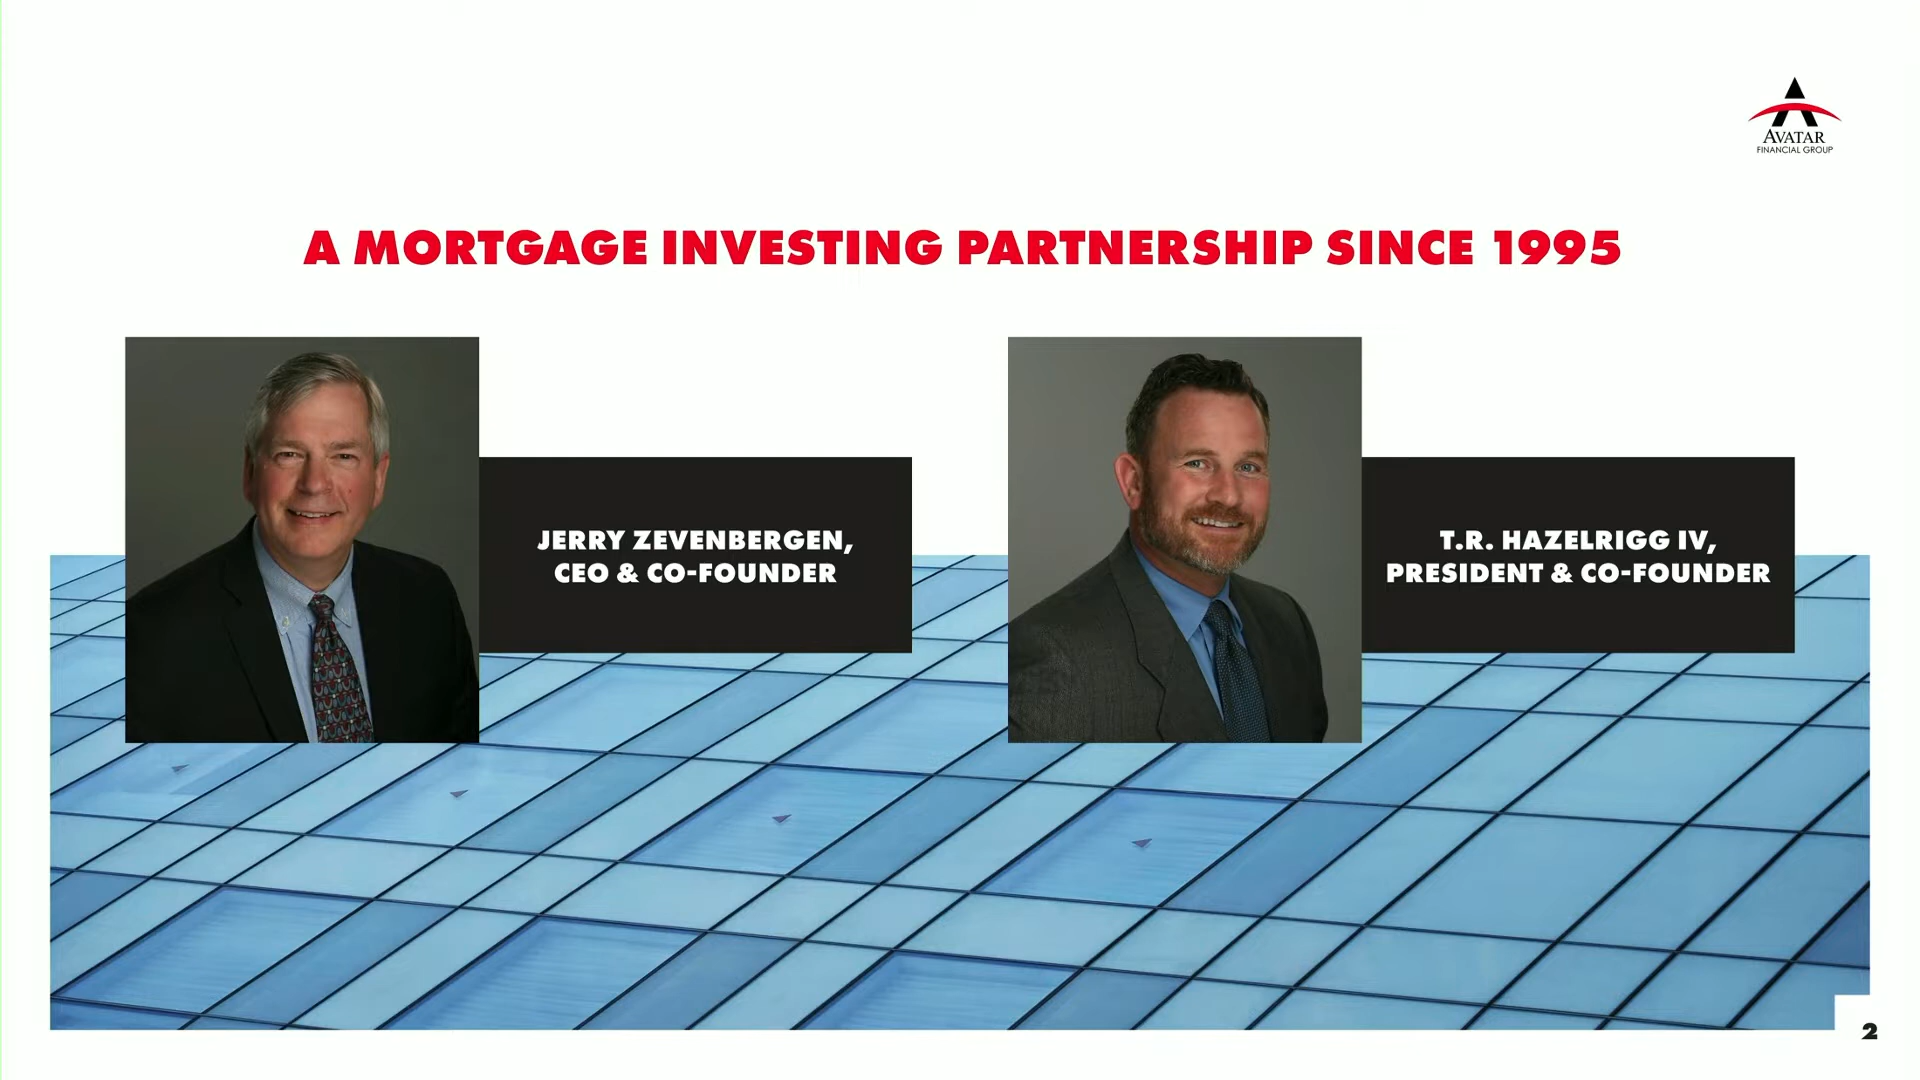 AVATAR
FINANCIAL GROUP
A MORTGAGE INVESTING PARTNERSHIP SINCE 1995
JERRY ZEVENBERGEN,
CEO & CO-FOUNDER
T.R. HAZELRIGG IV,
PRESIDENT & CO-FOUNDER
2